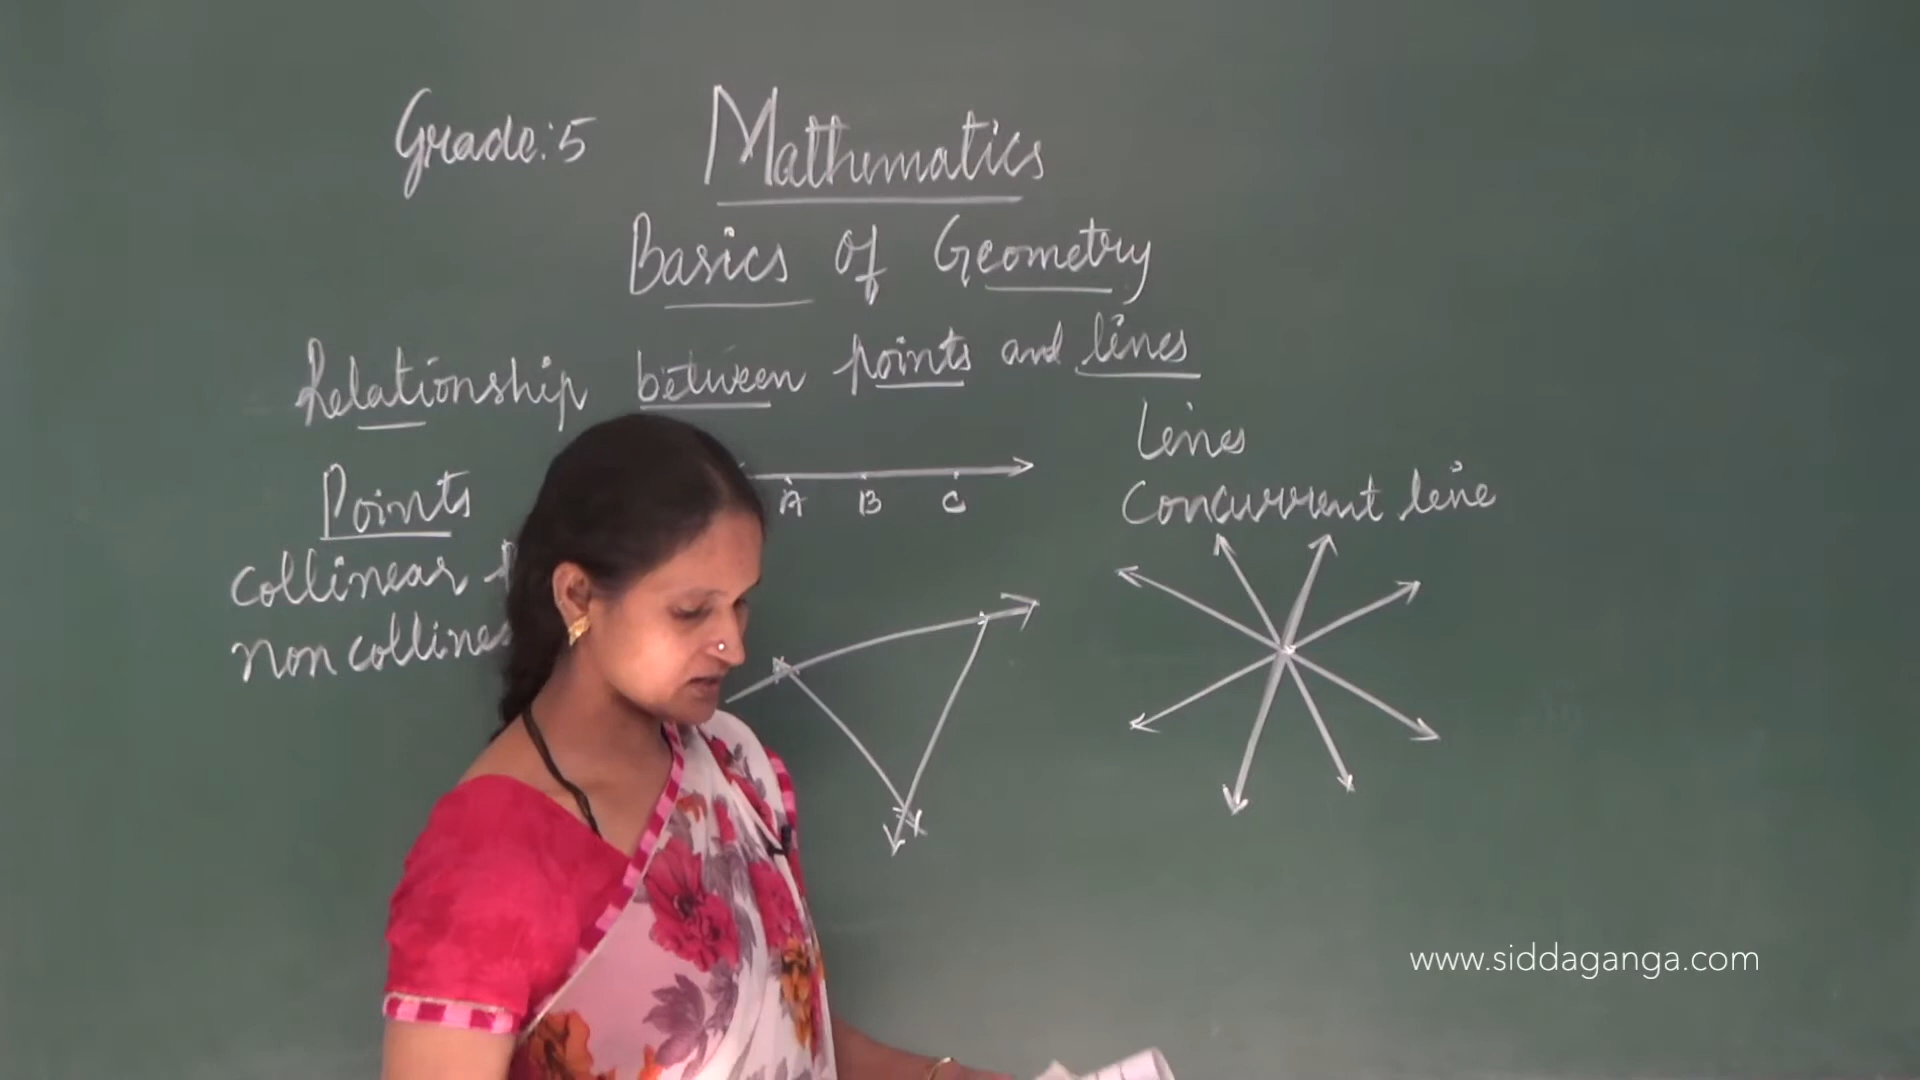 Grade: 5 Mathematics
Basics of Geometry
Relationship between points and lines
Points
collinear
non
A B C
Lines
Concurrent line
www.siddaganga.com